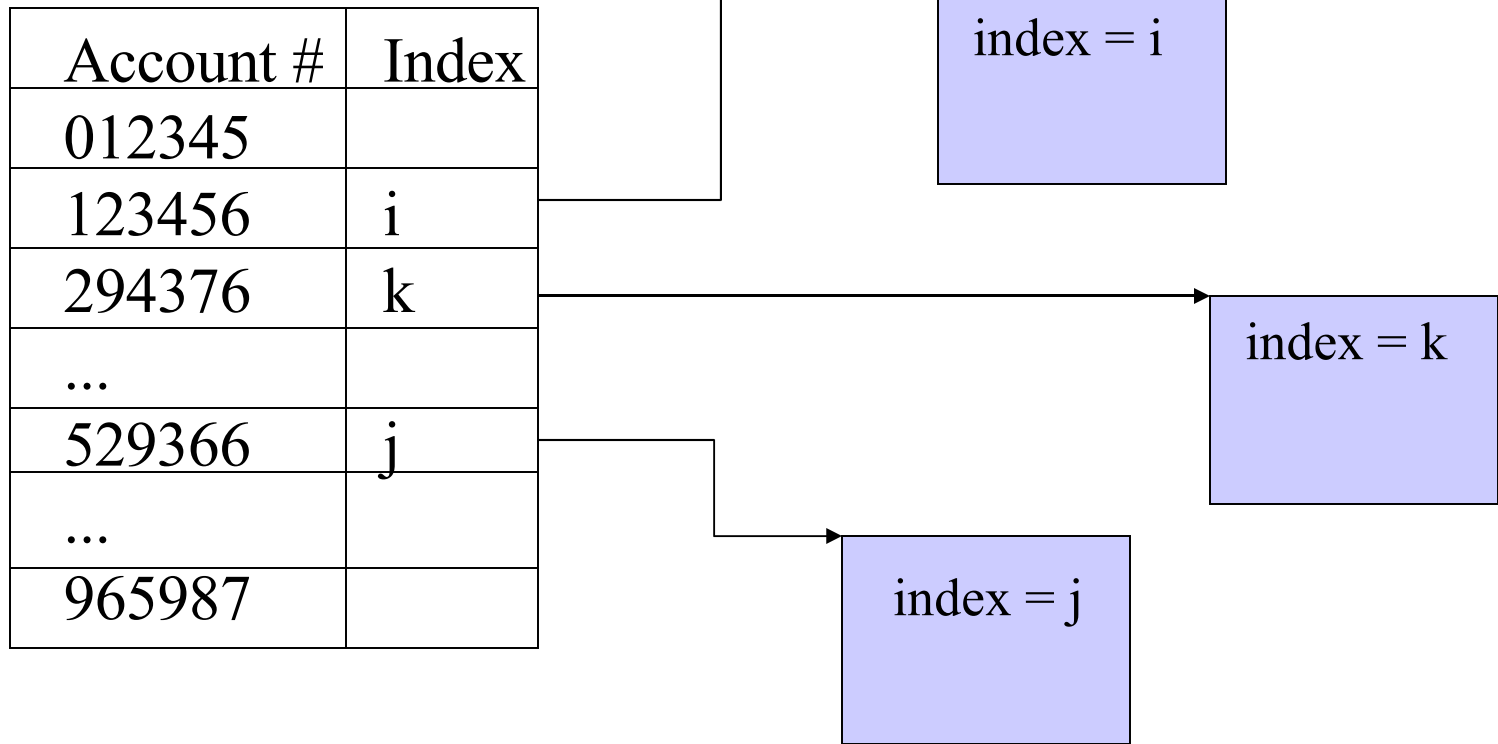 Account # Index
012345
123456 i
294376 k
...
529366 j
...
965987
index = i
index = k
index = j